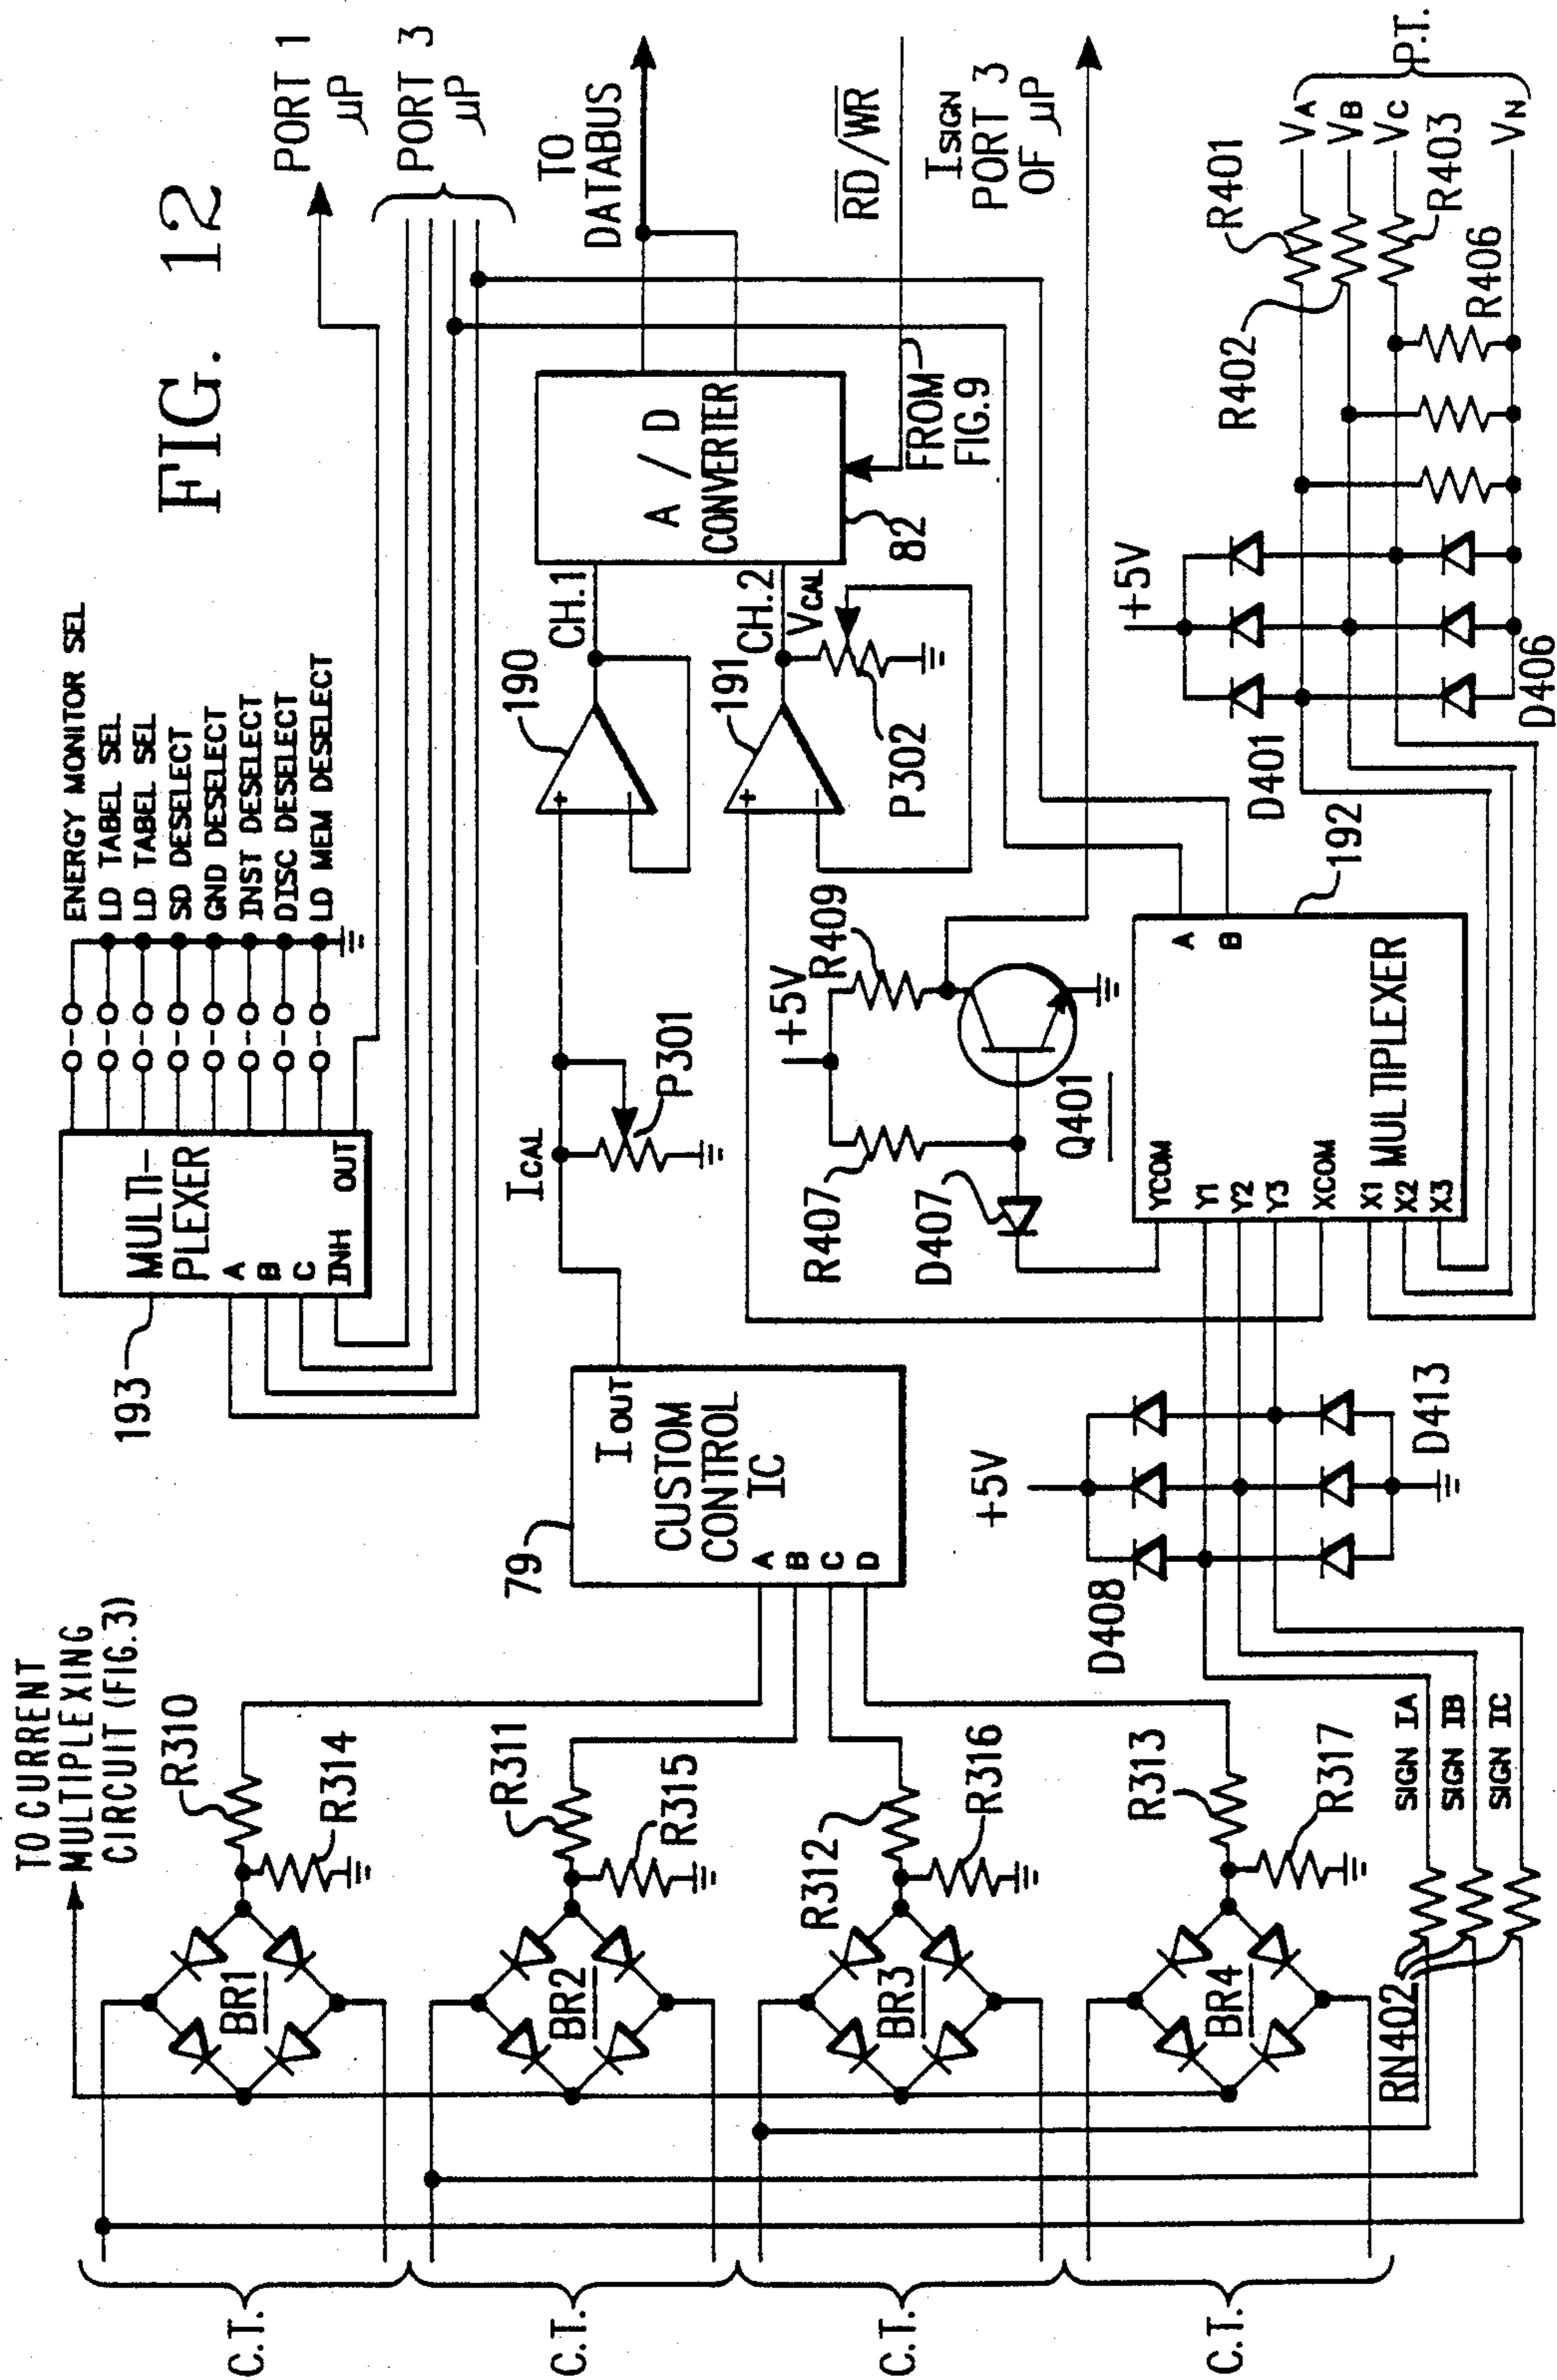 FIG. 12
TO CURRENT
MULTIPLEXING
CIRCUIT (FIG.3)
193
MULTI-
PLEXER
A
B
C
INH
OUT
ENERGY MONITOR SEL
LD TABEL SEL
LD TABEL SEL
SD DESELECT
GND DESELECT
INST DESELECT
DISC DESELECT
LD MEM DESELECT
PORT 1
μP
PORT 3
μP
C.T.
BR1
R310
R314
C.T.
BR2
R311
R315
C.T.
BR3
R312
R316
C.T.
BR4
R313
R317
79
CUSTOM
CONTROL
IC
IOUT
A
B
C
D
ICAL
P301
190
+
−
CH.1
191
+
−
CH.2
VCAL
P302
A / D
CONVERTER
82
TO
DATABUS
RD/WR
FROM
FIG.9
ISIGN
PORT 3
OF μP
+5V
R407
R409
D407
Q401
RN402
SIGN IA
SIGN IB
SIGN IC
+5V
D408
D413
YCOM
Y1
Y2
Y3
XCOM
X1
X2
X3
MULTIPLEXER
A
B
192
+5V
D401
D406
R401
R402
R403
R406
VA
VB
VC
VN
P.T.